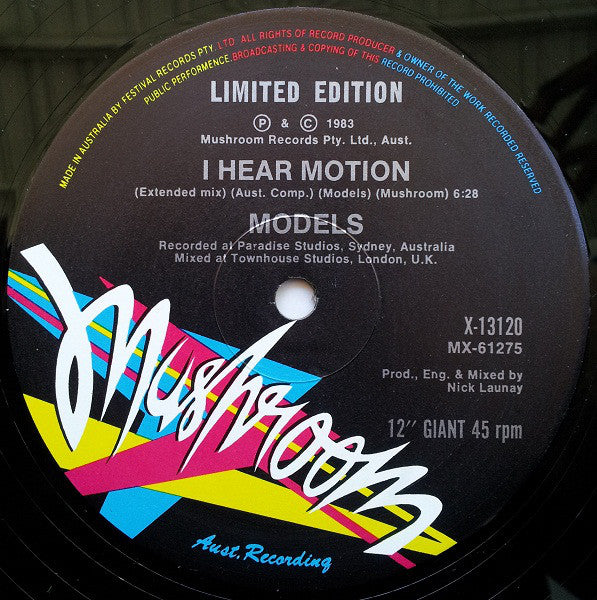 MADE IN AUSTRALIA BY FESTIVAL RECORDS PTY. LTD. ALL RIGHTS OF RECORD PRODUCER & OWNER OF THE WORK RECORDED RESERVED
PUBLIC PERFORMENCE.BROADCASTING & COPYING OF THIS RECORD PROHIBITED
LIMITED EDITION
Ⓟ & © 1983
Mushroom Records Pty. Ltd., Aust.
I HEAR MOTION
(Extended mix) (Aust. Comp.) (Models) (Mushroom) 6:28
MODELS
Recorded at Paradise Studios, Sydney, Australia
Mixed at Townhouse Studios, London, U.K.
X-13120
MX-61275
Prod., Eng. & Mixed by
Nick Launay
12″ GIANT 45 rpm
Mushroom
Aust. Recording